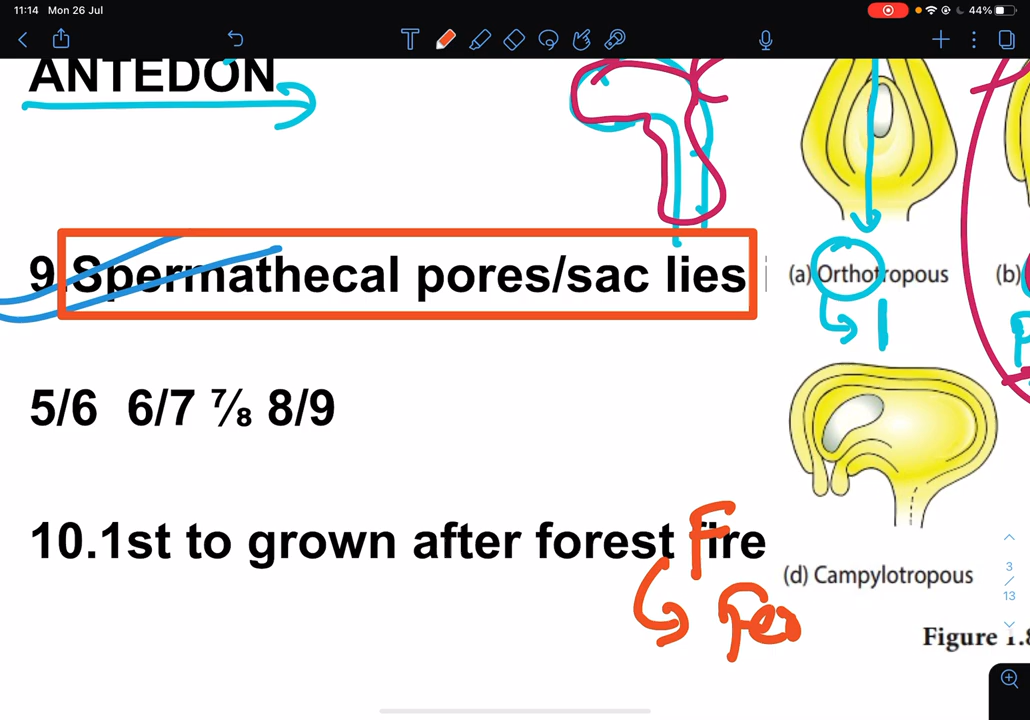 11:14 Mon 26 Jul 44%
ANTEDON
9.Spermathecal pores/sac lies
(a) Orthotropous (b)
5/6 6/7 ⅞ 8/9
10.1st to grown after forest fire
F
(d) Campylotropous
3
/
13
Figure 1.8